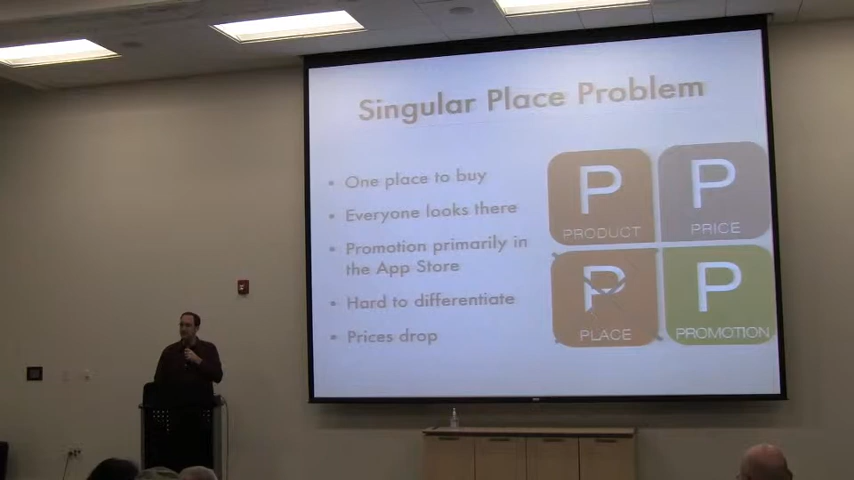 Singular Place Problem
• One place to buy
• Everyone looks there
• Promotion primarily in
the App Store
• Hard to differentiate
• Prices drop
P
PRODUCT
P
PRICE
P
PLACE
P
PROMOTION